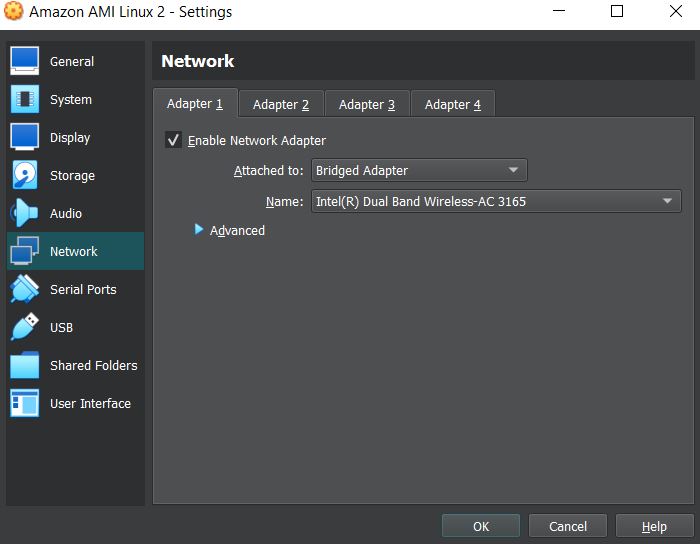 Amazon AMI Linux 2 - Settings
General
System
Display
Storage
Audio
Network
Serial Ports
USB
Shared Folders
User Interface
Network
Adapter 1 Adapter 2 Adapter 3 Adapter 4
Enable Network Adapter
Attached to: Bridged Adapter
Name: Intel(R) Dual Band Wireless-AC 3165
Advanced
OK Cancel Help